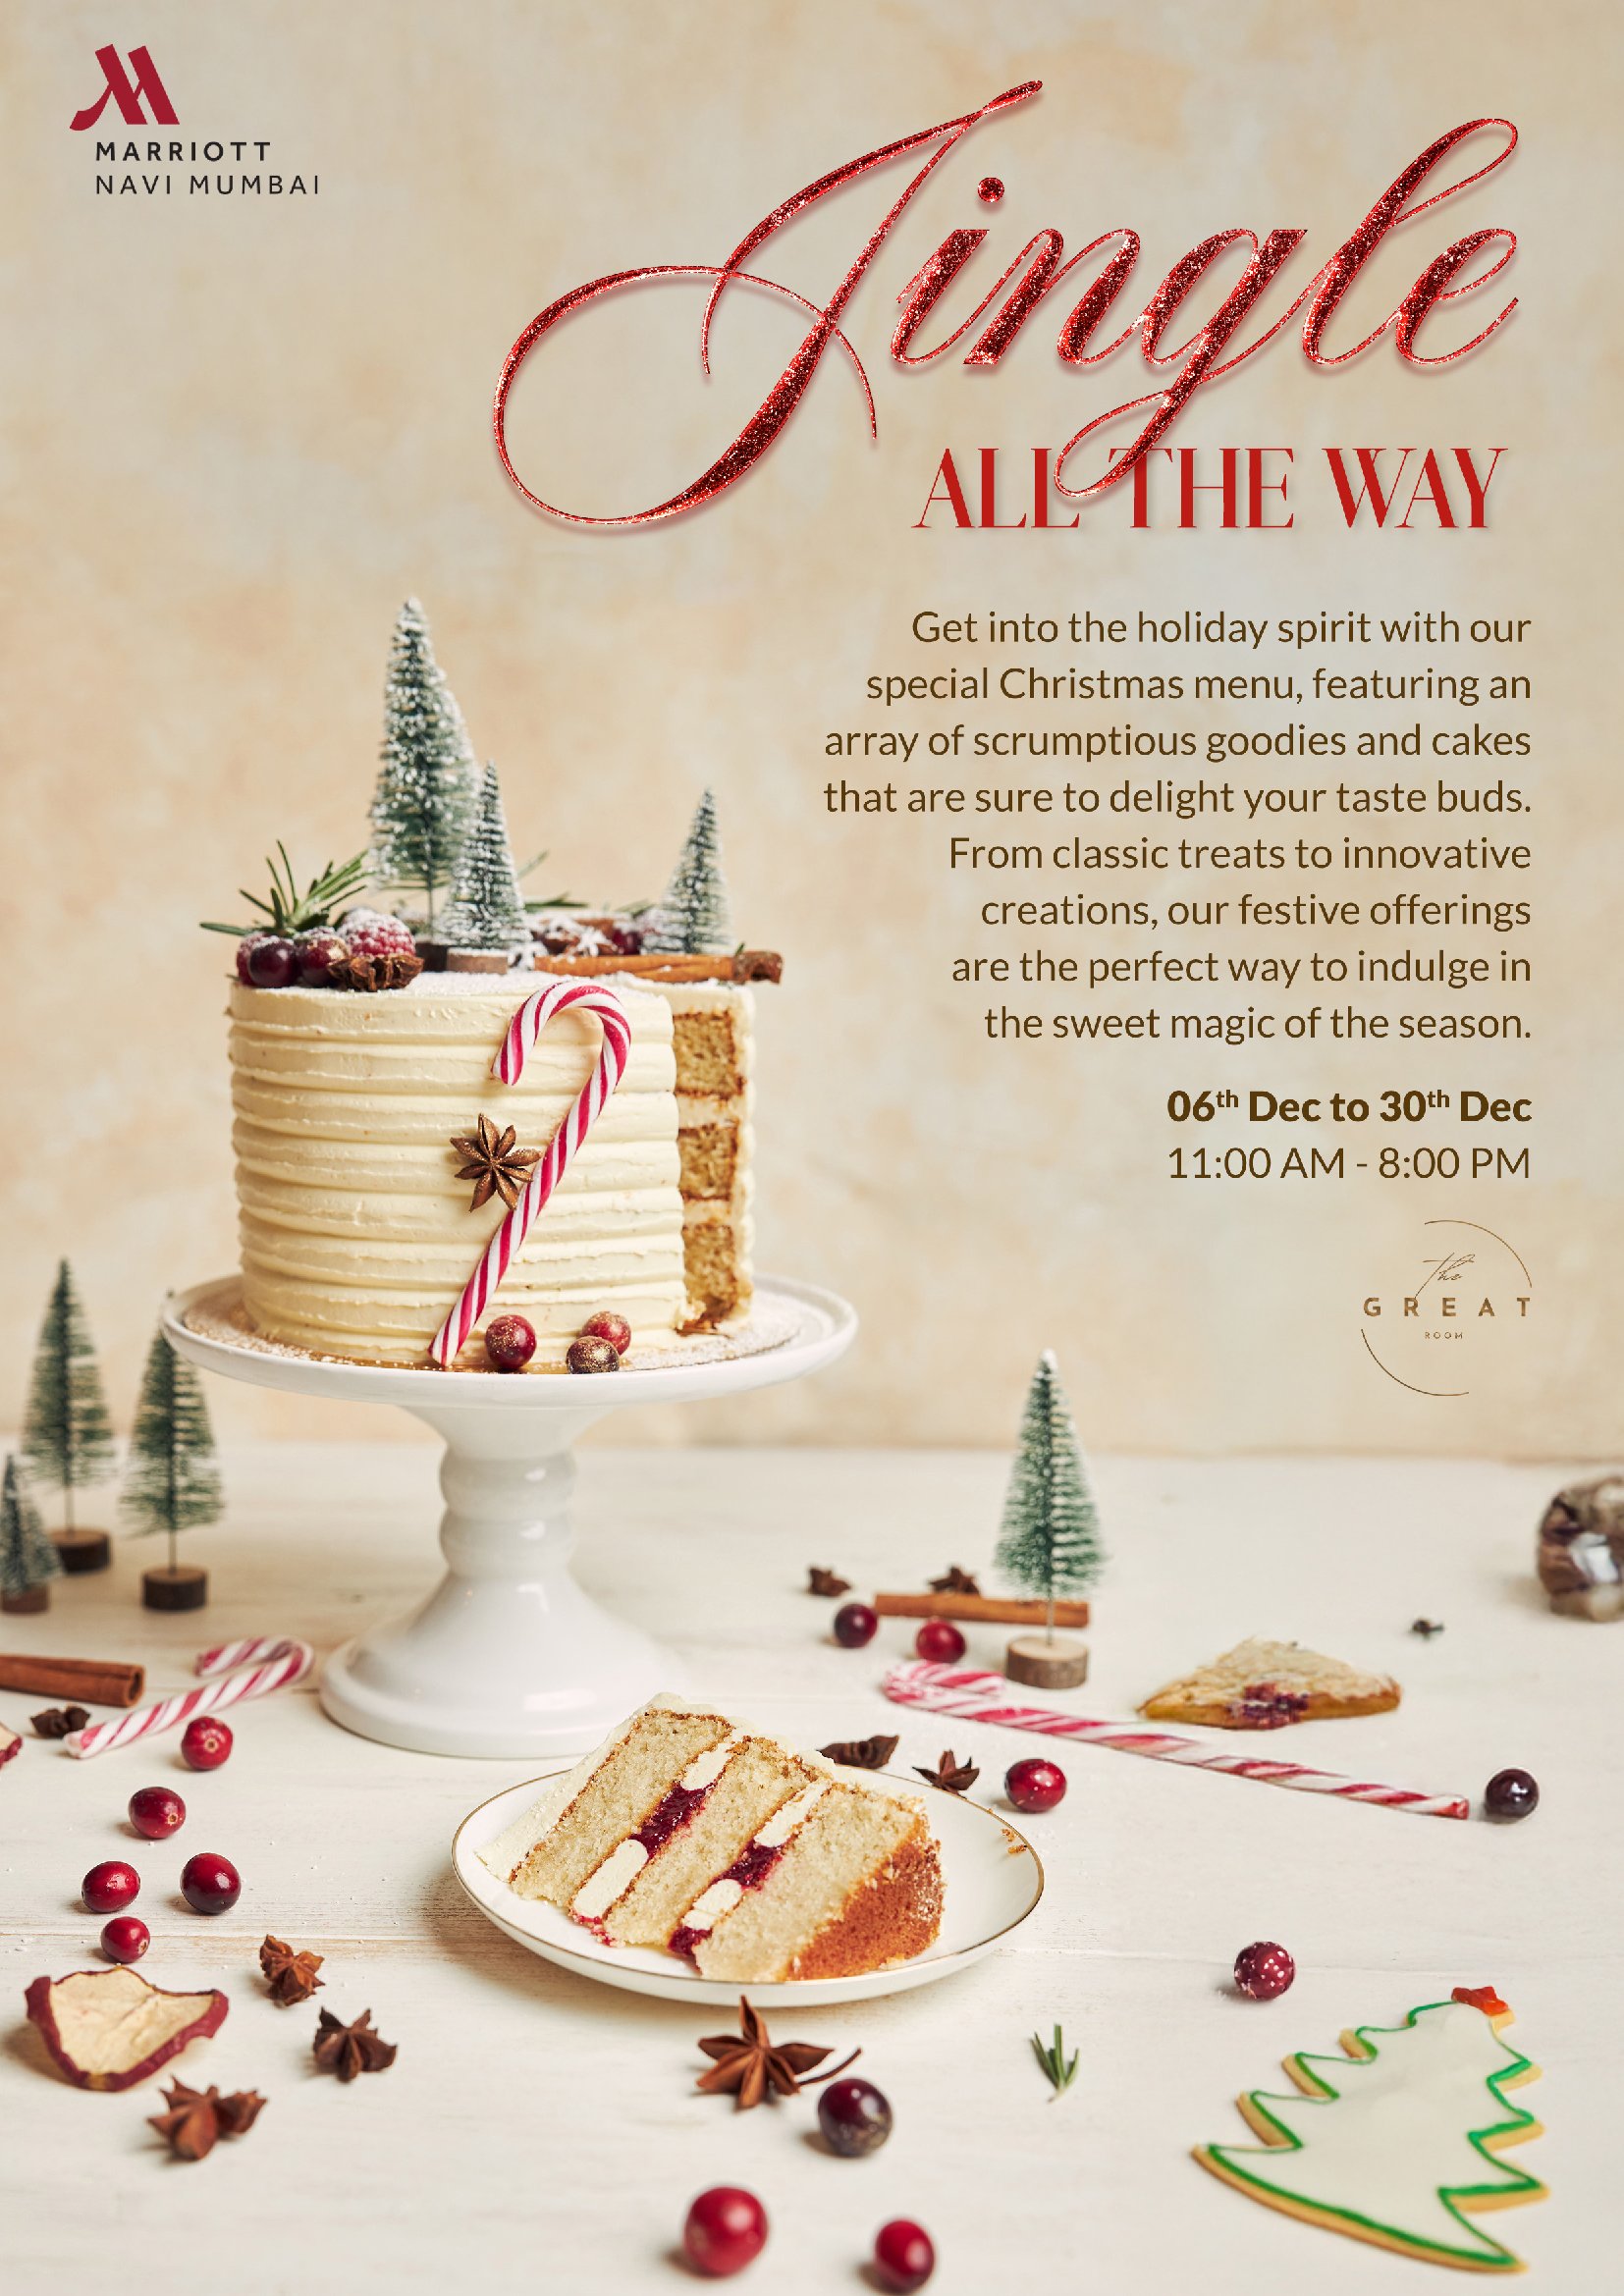 MARRIOTT
NAVI MUMBAI
Jingle
ALL THE WAY
Get into the holiday spirit with our
special Christmas menu, featuring an
array of scrumptious goodies and cakes
that are sure to delight your taste buds.
From classic treats to innovative
creations, our festive offerings
are the perfect way to indulge in
the sweet magic of the season.
06th Dec to 30th Dec
11:00 AM - 8:00 PM
the
GREAT
ROOM